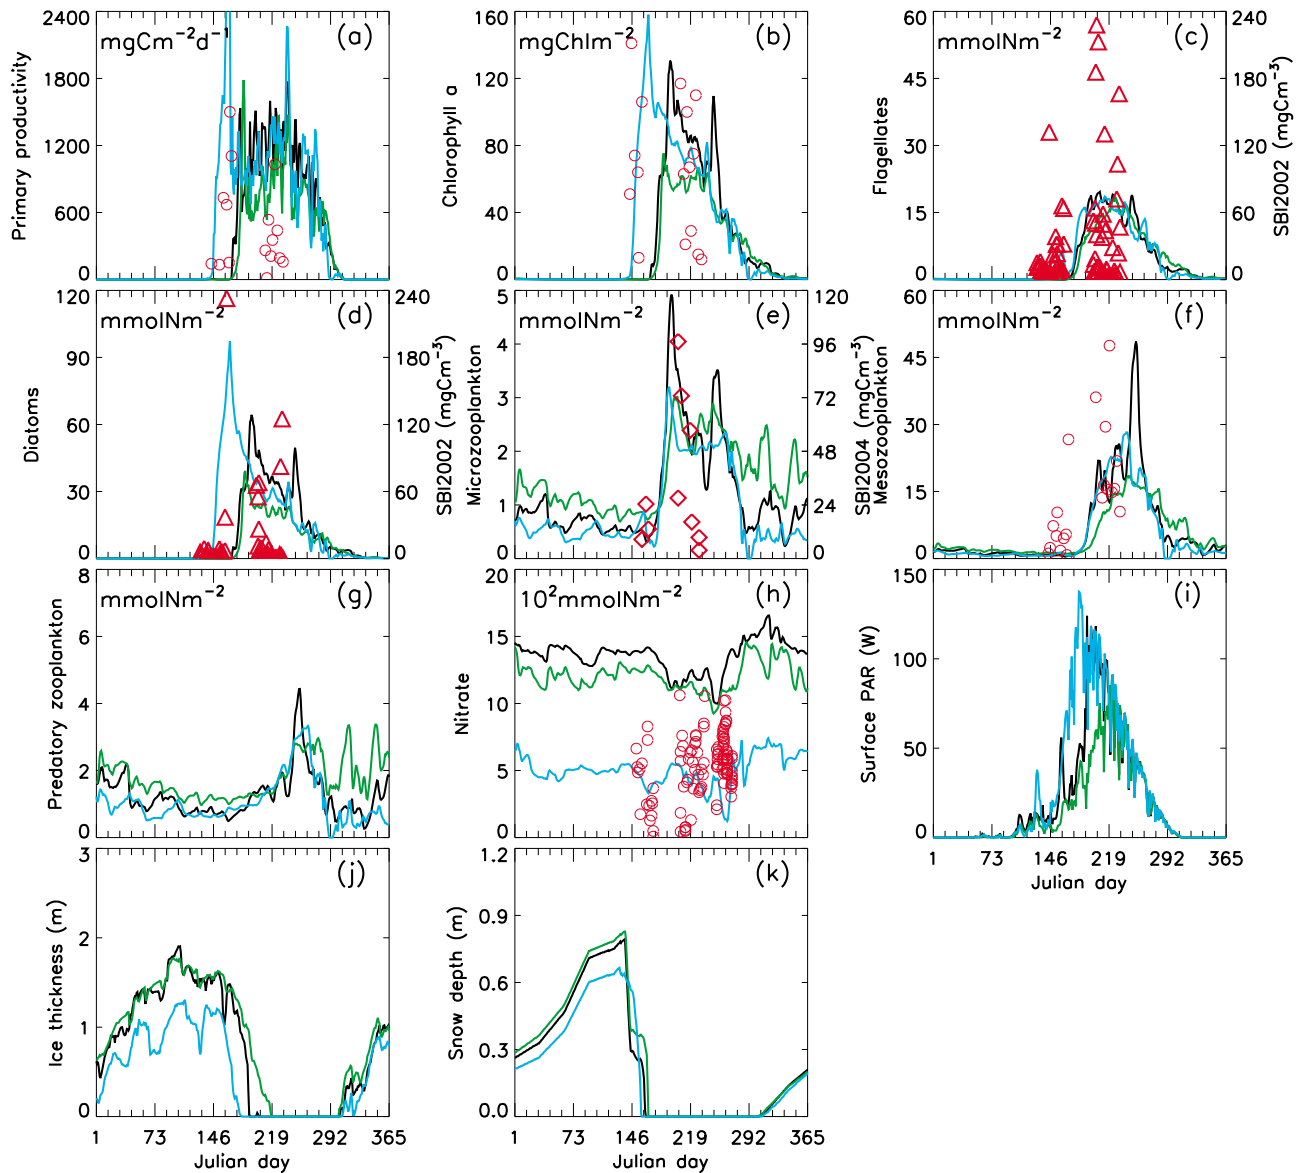 2400 mgCm⁻²d⁻¹ (a)
1800
1200
600
0
Primary productivity
160 mgChlm⁻² (b)
120
80
40
0
Chlorophyll a
60 mmolNm⁻² (c) 240
45 180
30 120
15 60
0 0
Flagellates
SBI2002 (mgCm⁻³)
120 mmolNm⁻² (d) 240
90 180
60 120
30 60
0 0
Diatoms
SBI2002 (mgCm⁻³)
5 mmolNm⁻² (e) 120
4 96
3 72
2 48
1 24
0 0
Microzooplankton
SBI2004 (mgCm⁻³)
60 mmolNm⁻² (f)
45
30
15
0
Mesozooplankton
8 mmolNm⁻² (g)
6
4
2
0
Predatory zooplankton
20 10²mmolNm⁻² (h)
15
10
5
0
Nitrate
150 (i)
100
50
0
Surface PAR (W)
1 73 146 219 292 365
Julian day
3 (j)
2
1
0
Ice thickness (m)
1 73 146 219 292 365
Julian day
1.2 (k)
0.9
0.6
0.3
0.0
Snow depth (m)
1 73 146 219 292 365
Julian day